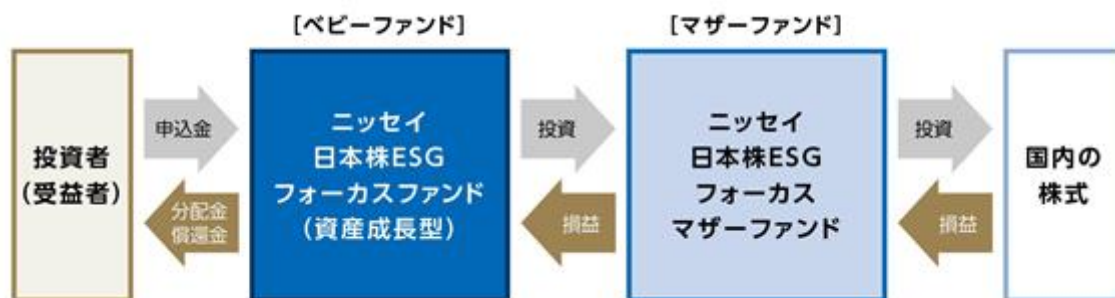 [ベビーファンド]
[マザーファンド]
投資者
(受益者)
申込金
分配金
償還金
ニッセイ
日本株ESG
フォーカスファンド
(資産成長型)
投資
損益
ニッセイ
日本株ESG
フォーカス
マザーファンド
投資
損益
国内の
株式